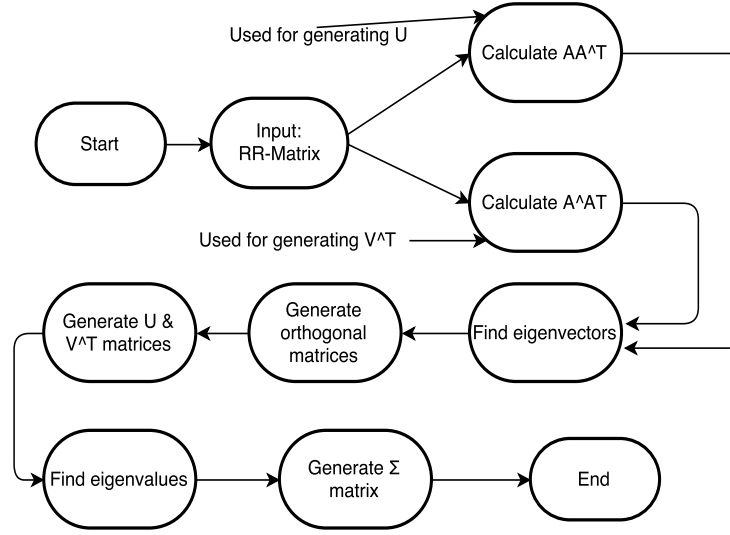 Used for generating U
Calculate AA^T
Start
Input:
RR-Matrix
Calculate A^AT
Used for generating V^T
Generate U &
V^T matrices
Generate
orthogonal
matrices
Find eigenvectors
Find eigenvalues
Generate Σ
matrix
End